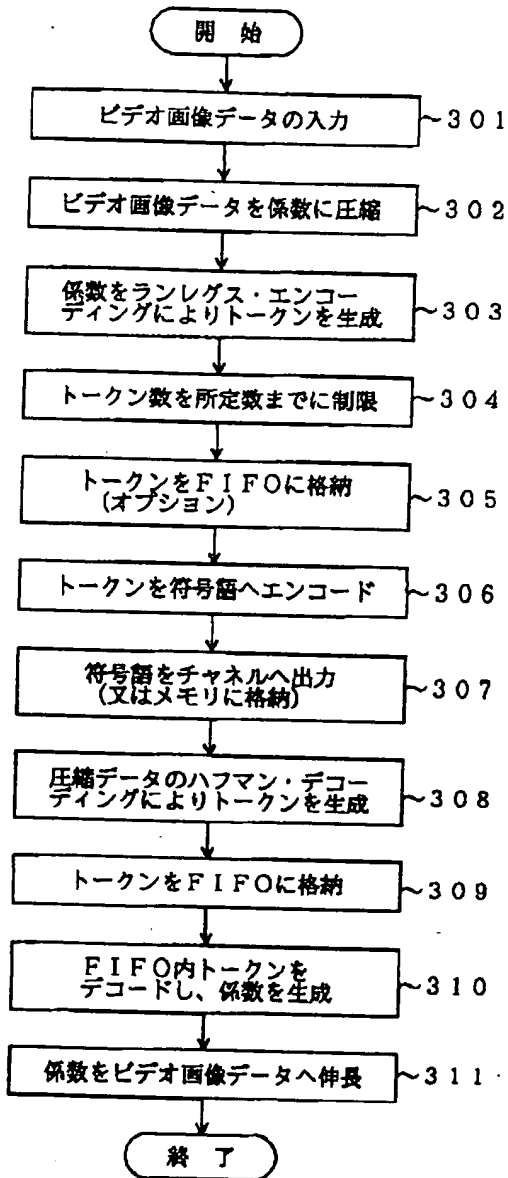 開 始
ビデオ画像データの入力 ~301
ビデオ画像データを係数に圧縮 ~302
係数をランレグス・エンコー
ディングによりトークンを生成 ~303
トークン数を所定数までに制限 ~304
トークンをFIFOに格納
(オプション) ~305
トークンを符号語へエンコード ~306
符号語をチャネルへ出力
(又はメモリに格納) ~307
圧縮データのハフマン・デコー
ディングによりトークンを生成 ~308
トークンをFIFOに格納 ~309
FIFO内トークンを
デコードし、係数を生成 ~310
係数をビデオ画像データへ伸長 ~311
終 了